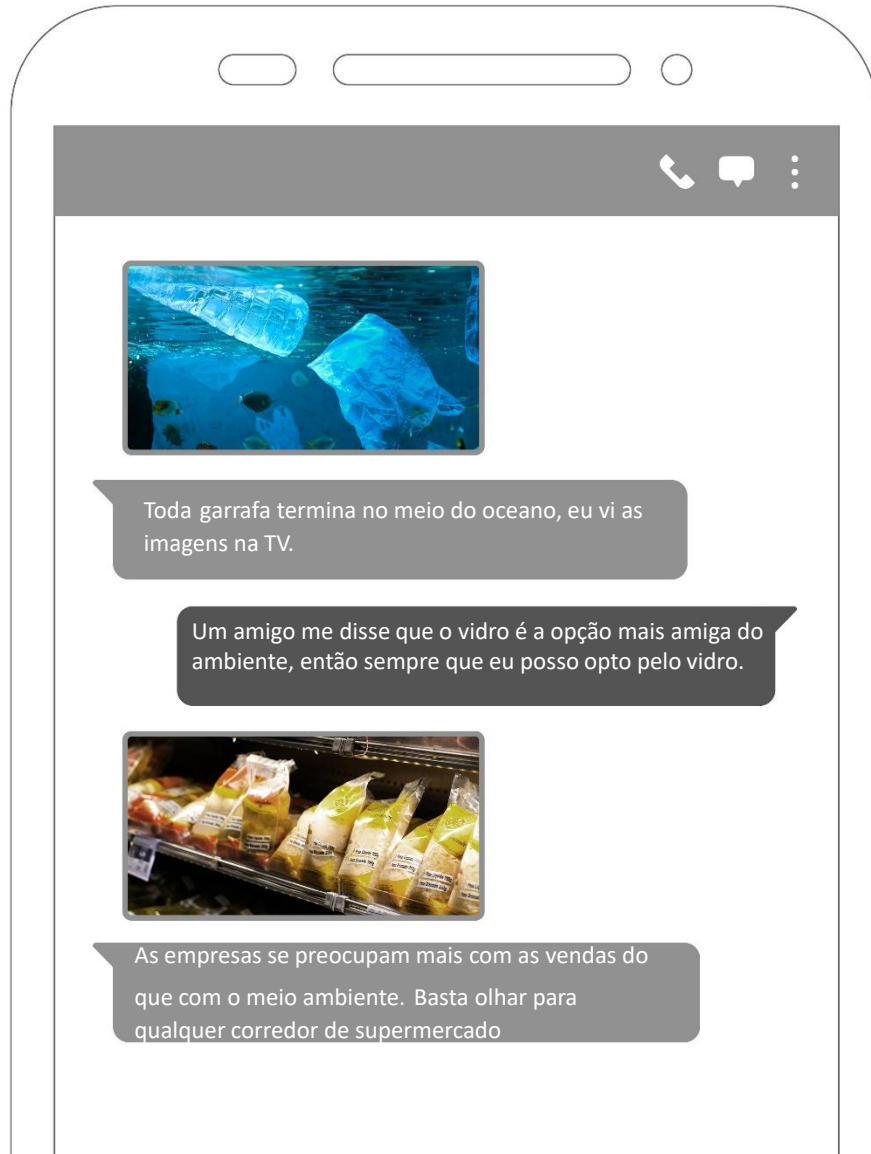 Toda garrafa termina no meio do oceano, eu vi as
imagens na TV.
Um amigo me disse que o vidro é a opção mais amiga do
ambiente, então sempre que eu posso opto pelo vidro.
As empresas se preocupam mais com as vendas do
que com o meio ambiente. Basta olhar para
qualquer corredor de supermercado